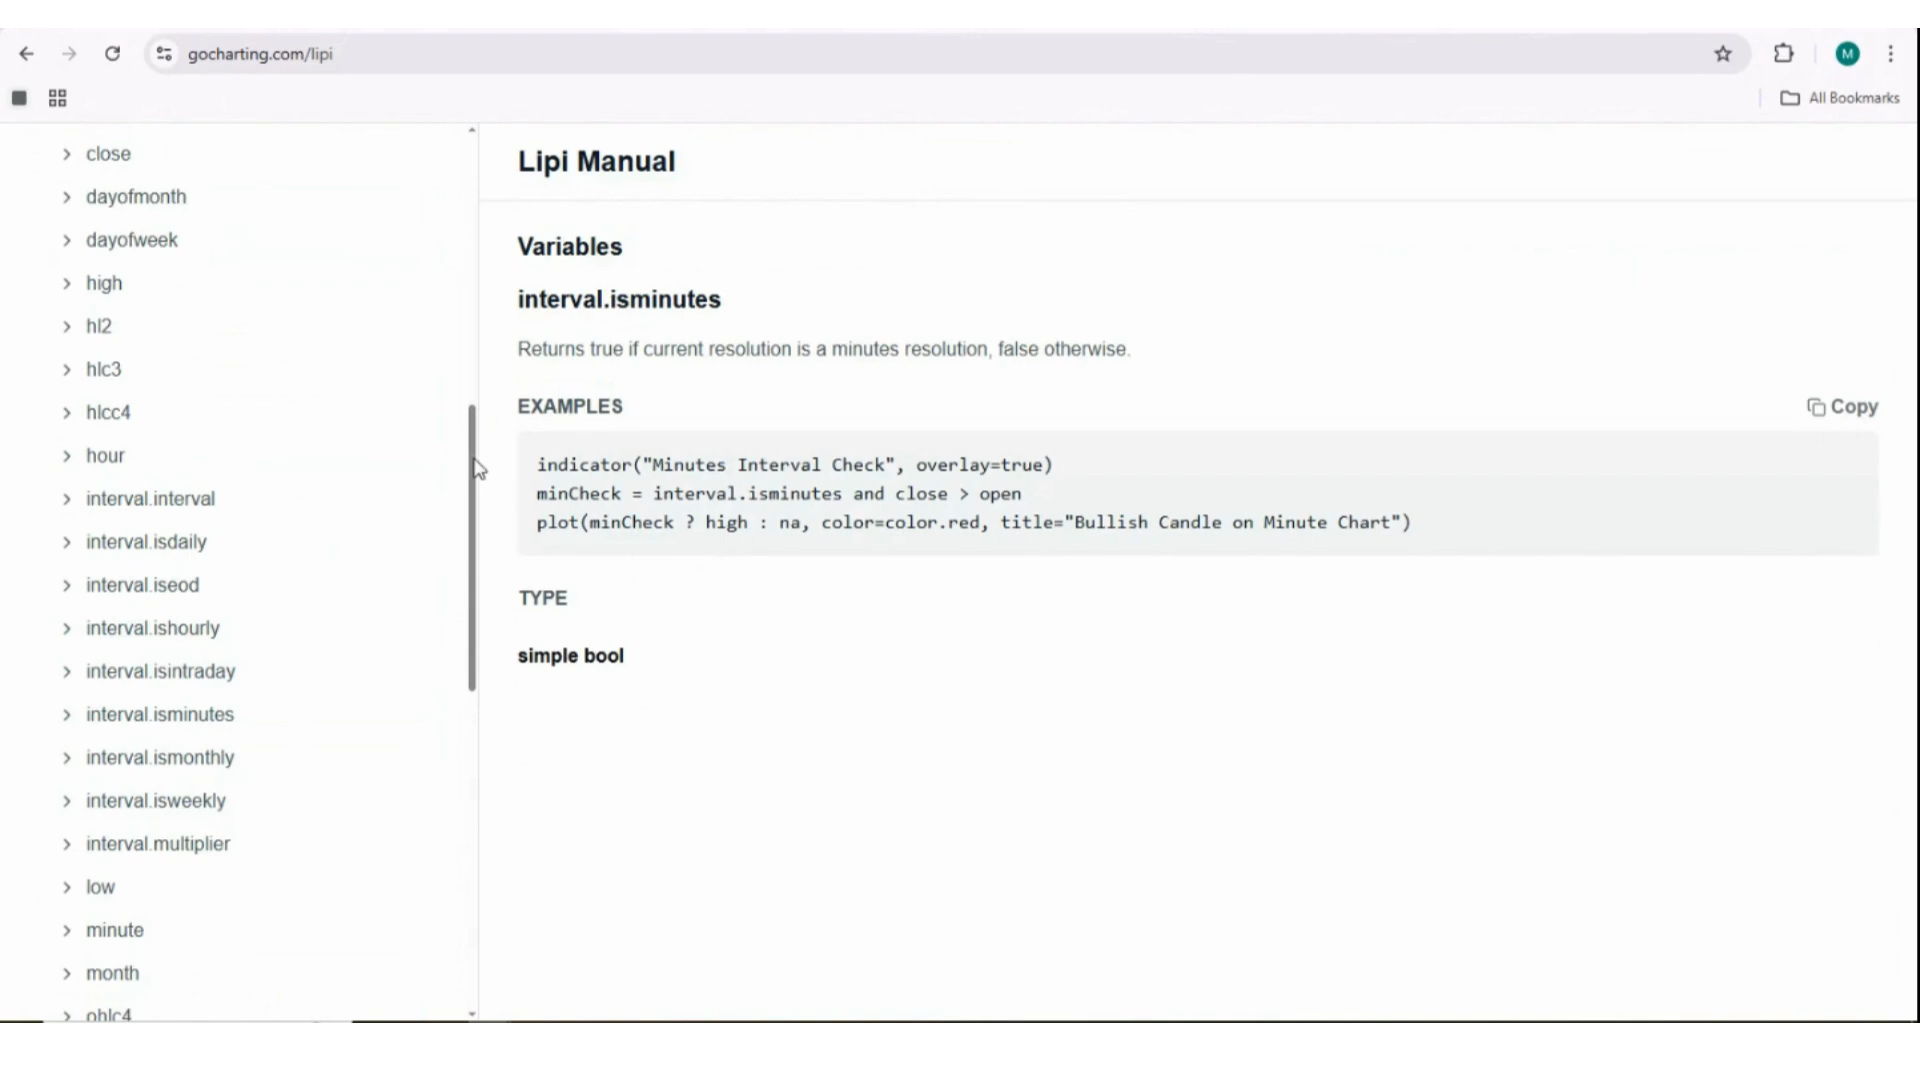 gocharting.com/lipi
M
All Bookmarks
close
dayofmonth
dayofweek
high
hl2
hlc3
hlcc4
hour
interval.interval
interval.isdaily
interval.iseod
interval.ishourly
interval.isintraday
interval.isminutes
interval.ismonthly
interval.isweekly
interval.multiplier
low
minute
month
ohlc4
Lipi Manual
Variables
interval.isminutes
Returns true if current resolution is a minutes resolution, false otherwise.
EXAMPLES
Copy
indicator("Minutes Interval Check", overlay=true)
minCheck = interval.isminutes and close > open
plot(minCheck ? high : na, color=color.red, title="Bullish Candle on Minute Chart")
TYPE
simple bool